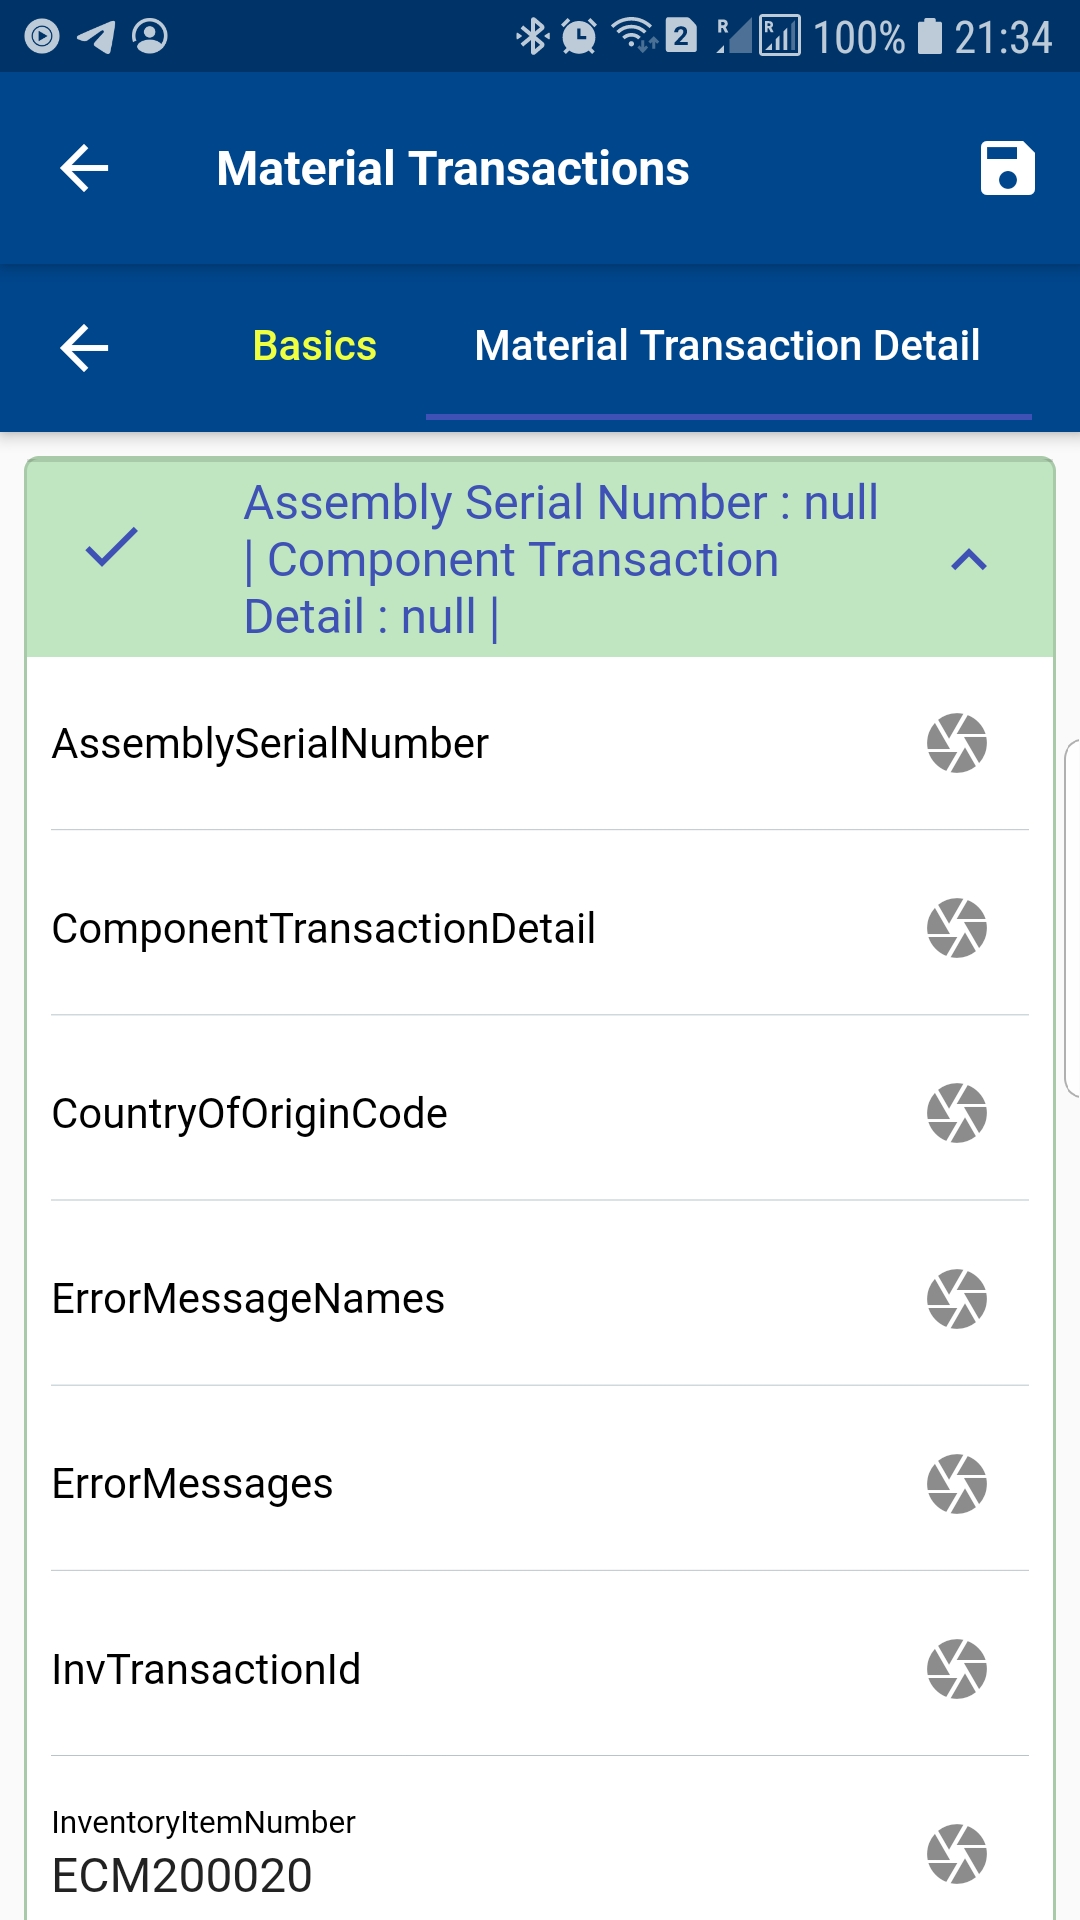 2 R R 100% 21:34
Material Transactions
Basics Material Transaction Detail
Assembly Serial Number : null
| Component Transaction
Detail : null |
AssemblySerialNumber
ComponentTransactionDetail
CountryOfOriginCode
ErrorMessageNames
ErrorMessages
InvTransactionId
InventoryItemNumber
ECM200020